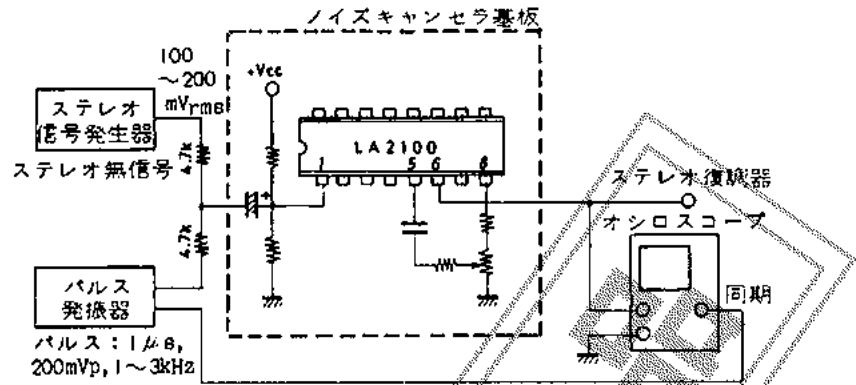 ノイズキャンセラ基板
100
～200
mVrms
+Vcc
ステレオ
信号発生器
ステレオ無信号
4.7k
LA2100
1
5
6
8
ステレオ復調器
オシロスコープ
4.7k
同期
パルス
発振器
パルス：1μs,
200mVp,1～3kHz